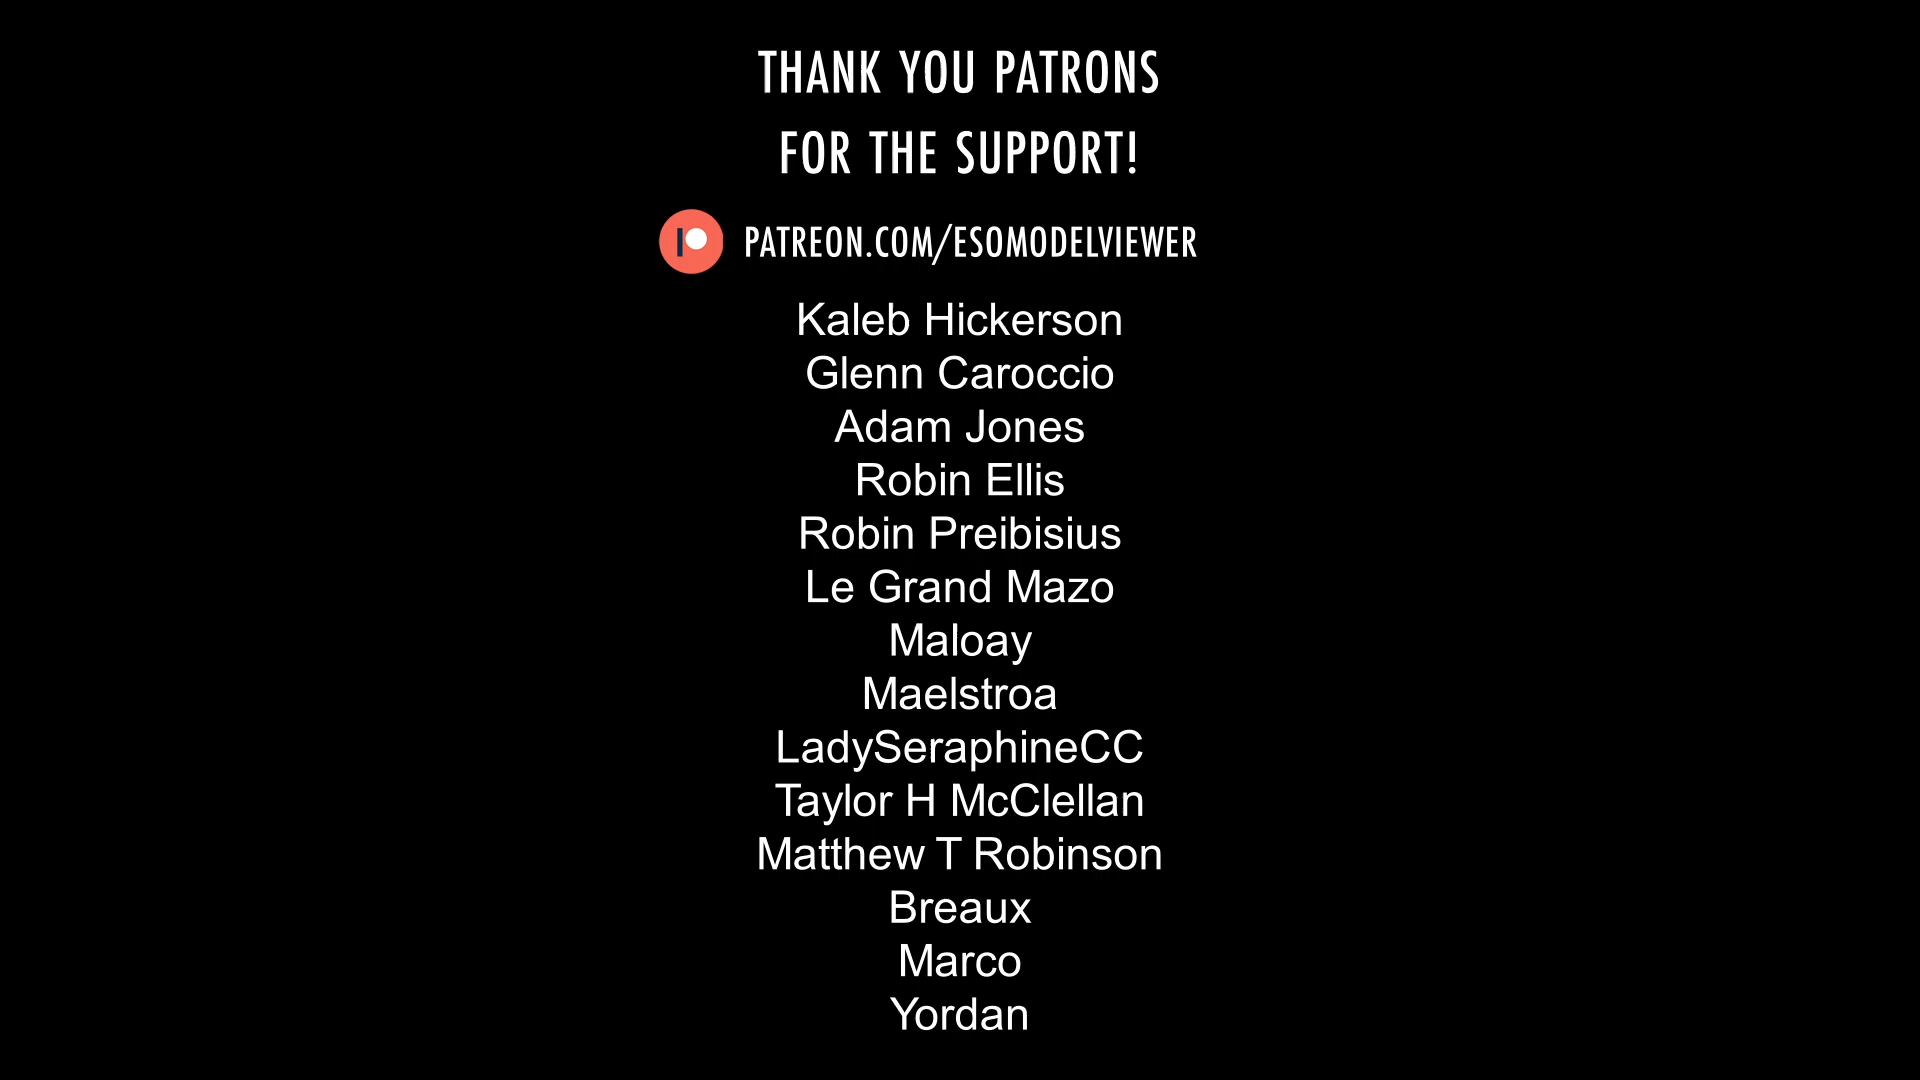 THANK YOU PATRONS
FOR THE SUPPORT!
PATREON.COM/ESOMODELVIEWER
Kaleb Hickerson
Glenn Caroccio
Adam Jones
Robin Ellis
Robin Preibisius
Le Grand Mazo
Maloay
Maelstroa
LadySeraphineCC
Taylor H McClellan
Matthew T Robinson
Breaux
Marco
Yordan